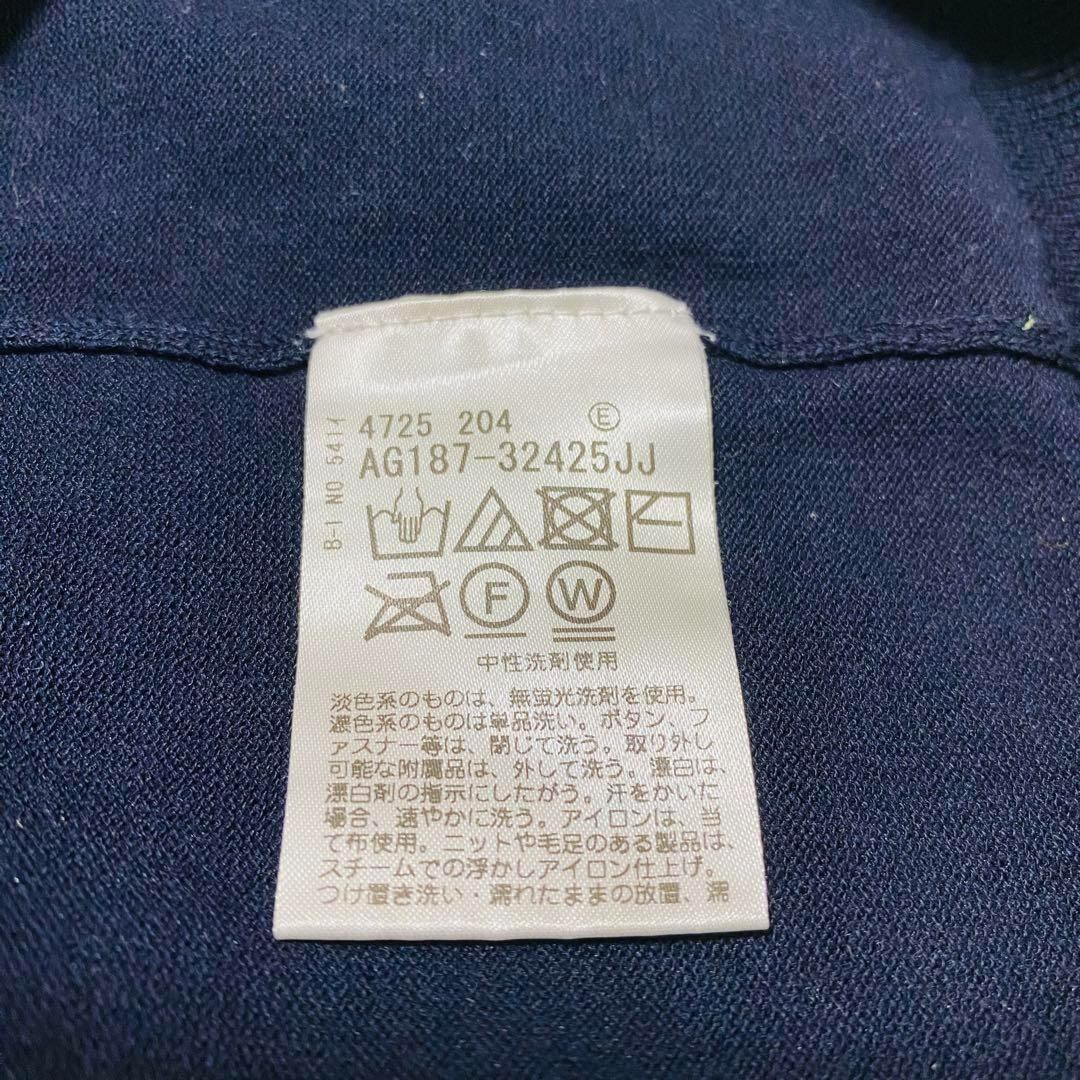 4725 204 Ⓔ
AG187-32425JJ
B-1 NO 5414
F W
中性洗剤使用
淡色系のものは、無蛍光洗剤を使用。
濃色系のものは単品洗い。ボタン、フ
ァスナー等は、閉じて洗う。取り外し
可能な附属品は、外して洗う。漂白は、
漂白剤の指示にしたがう。汗をかいた
場合、速やかに洗う。アイロンは、当
て布使用。ニットや毛足のある製品は、
スチームでの浮かしアイロン仕上げ。
つけ置き洗い・濡れたままの放置、濡